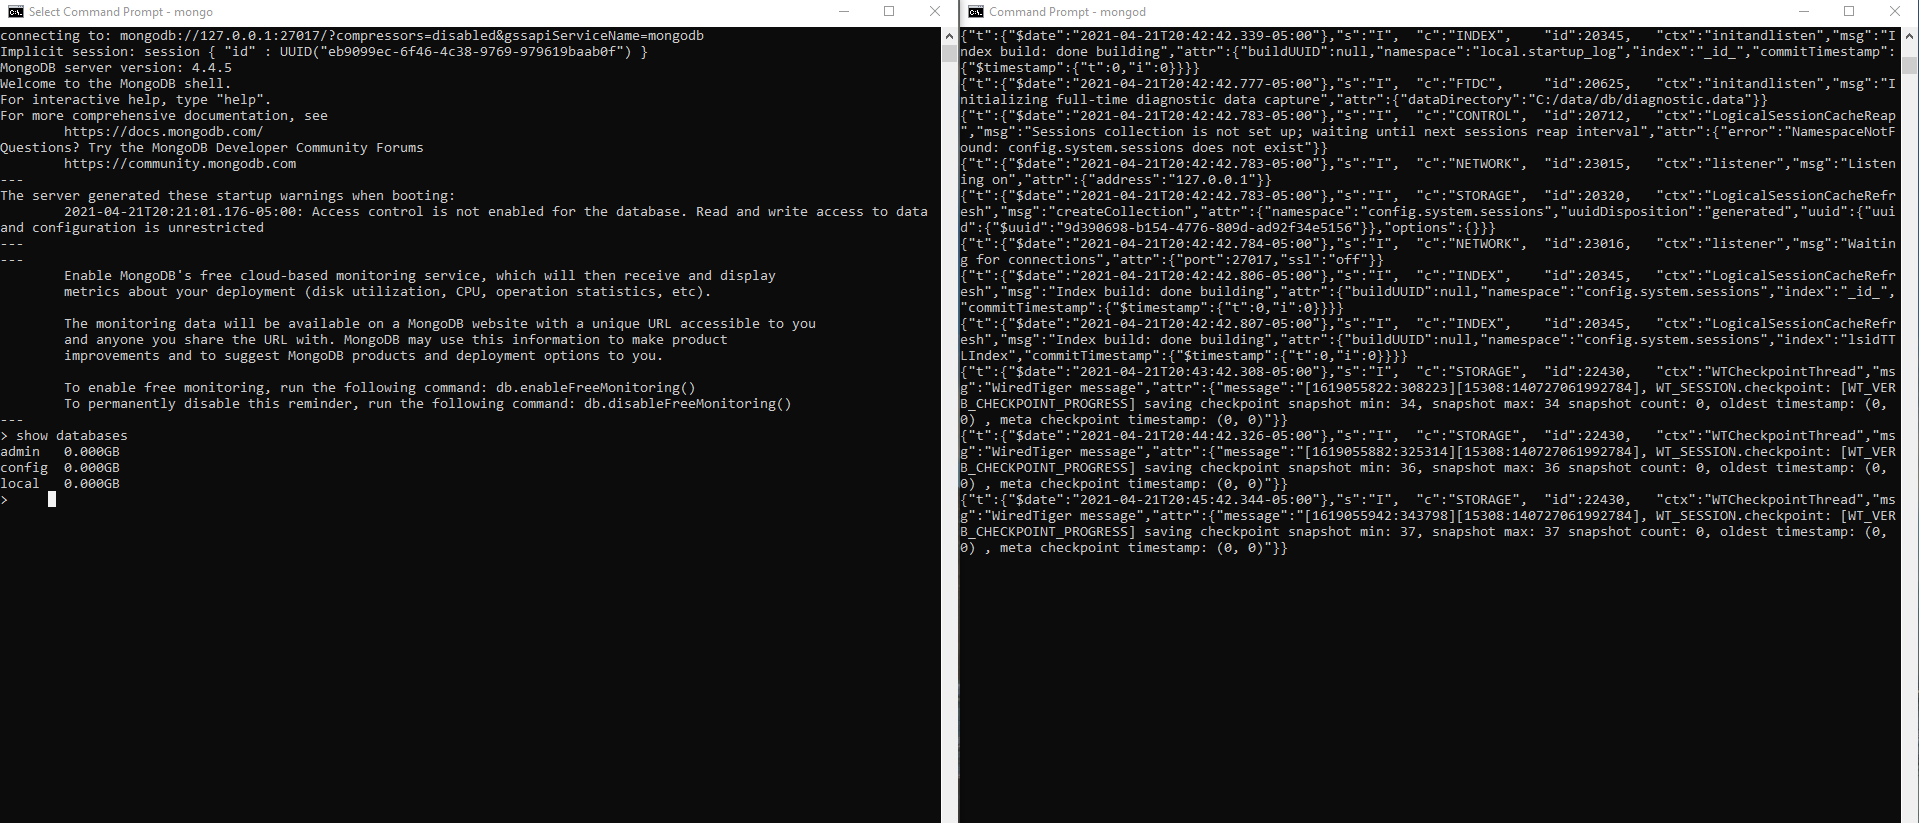 Select Command Prompt - mongo
connecting to: mongodb://127.0.0.1:27017/?compressors=disabled&gssapiServiceName=mongodb
Implicit session: session { "id" : UUID("eb9099ec-6f46-4c38-9769-979619baab0f") }
MongoDB server version: 4.4.5
Welcome to the MongoDB shell.
For interactive help, type "help".
For more comprehensive documentation, see
        https://docs.mongodb.com/
Questions? Try the MongoDB Developer Community Forums
        https://community.mongodb.com
---
The server generated these startup warnings when booting:
        2021-04-21T20:21:01.176-05:00: Access control is not enabled for the database. Read and write access to data
and configuration is unrestricted
---
---
        Enable MongoDB's free cloud-based monitoring service, which will then receive and display
        metrics about your deployment (disk utilization, CPU, operation statistics, etc).
        The monitoring data will be available on a MongoDB website with a unique URL accessible to you
        and anyone you share the URL with. MongoDB may use this information to make product
        improvements and to suggest MongoDB products and deployment options to you.
        To enable free monitoring, run the following command: db.enableFreeMonitoring()
        To permanently disable this reminder, run the following command: db.disableFreeMonitoring()
---
> show databases
admin   0.000GB
config  0.000GB
local   0.000GB
>
Command Prompt - mongod
{"t":{"$date":"2021-04-21T20:42:42.339-05:00"},"s":"I",  "c":"INDEX",    "id":20345,   "ctx":"initandlisten","msg":"I
ndex build: done building","attr":{"buildUUID":null,"namespace":"local.startup_log","index":"_id_","commitTimestamp":
{"$timestamp":{"t":0,"i":0}}}}
{"t":{"$date":"2021-04-21T20:42:42.777-05:00"},"s":"I",  "c":"FTDC",     "id":20625,   "ctx":"initandlisten","msg":"I
nitializing full-time diagnostic data capture","attr":{"dataDirectory":"C:/data/db/diagnostic.data"}}
{"t":{"$date":"2021-04-21T20:42:42.783-05:00"},"s":"I",  "c":"CONTROL",  "id":20712,   "ctx":"LogicalSessionCacheReap
","msg":"Sessions collection is not set up; waiting until next sessions reap interval","attr":{"error":"NamespaceNotF
ound: config.system.sessions does not exist"}}
{"t":{"$date":"2021-04-21T20:42:42.783-05:00"},"s":"I",  "c":"NETWORK",  "id":23015,   "ctx":"listener","msg":"Listen
ing on","attr":{"address":"127.0.0.1"}}
{"t":{"$date":"2021-04-21T20:42:42.783-05:00"},"s":"I",  "c":"STORAGE",  "id":20320,   "ctx":"LogicalSessionCacheRefr
esh","msg":"createCollection","attr":{"namespace":"config.system.sessions","uuidDisposition":"generated","uuid":{"uui
d":{"$uuid":"9d390698-b154-4776-809d-ad92f34e5156"}},"options":{}}}
{"t":{"$date":"2021-04-21T20:42:42.784-05:00"},"s":"I",  "c":"NETWORK",  "id":23016,   "ctx":"listener","msg":"Waitin
g for connections","attr":{"port":27017,"ssl":"off"}}
{"t":{"$date":"2021-04-21T20:42:42.806-05:00"},"s":"I",  "c":"INDEX",    "id":20345,   "ctx":"LogicalSessionCacheRefr
esh","msg":"Index build: done building","attr":{"buildUUID":null,"namespace":"config.system.sessions","index":"_id_",
"commitTimestamp":{"$timestamp":{"t":0,"i":0}}}}
{"t":{"$date":"2021-04-21T20:42:42.807-05:00"},"s":"I",  "c":"INDEX",    "id":20345,   "ctx":"LogicalSessionCacheRefr
esh","msg":"Index build: done building","attr":{"buildUUID":null,"namespace":"config.system.sessions","index":"lsidTT
LIndex","commitTimestamp":{"$timestamp":{"t":0,"i":0}}}}
{"t":{"$date":"2021-04-21T20:43:42.308-05:00"},"s":"I",  "c":"STORAGE",  "id":22430,   "ctx":"WTCheckpointThread","ms
g":"WiredTiger message","attr":{"message":"[1619055822:308223][15308:140727061992784], WT_SESSION.checkpoint: [WT_VER
B_CHECKPOINT_PROGRESS] saving checkpoint snapshot min: 34, snapshot max: 34 snapshot count: 0, oldest timestamp: (0,
0) , meta checkpoint timestamp: (0, 0)"}}
{"t":{"$date":"2021-04-21T20:44:42.326-05:00"},"s":"I",  "c":"STORAGE",  "id":22430,   "ctx":"WTCheckpointThread","ms
g":"WiredTiger message","attr":{"message":"[1619055882:325314][15308:140727061992784], WT_SESSION.checkpoint: [WT_VER
B_CHECKPOINT_PROGRESS] saving checkpoint snapshot min: 36, snapshot max: 36 snapshot count: 0, oldest timestamp: (0,
0) , meta checkpoint timestamp: (0, 0)"}}
{"t":{"$date":"2021-04-21T20:45:42.344-05:00"},"s":"I",  "c":"STORAGE",  "id":22430,   "ctx":"WTCheckpointThread","ms
g":"WiredTiger message","attr":{"message":"[1619055942:343798][15308:140727061992784], WT_SESSION.checkpoint: [WT_VER
B_CHECKPOINT_PROGRESS] saving checkpoint snapshot min: 37, snapshot max: 37 snapshot count: 0, oldest timestamp: (0,
0) , meta checkpoint timestamp: (0, 0)"}}